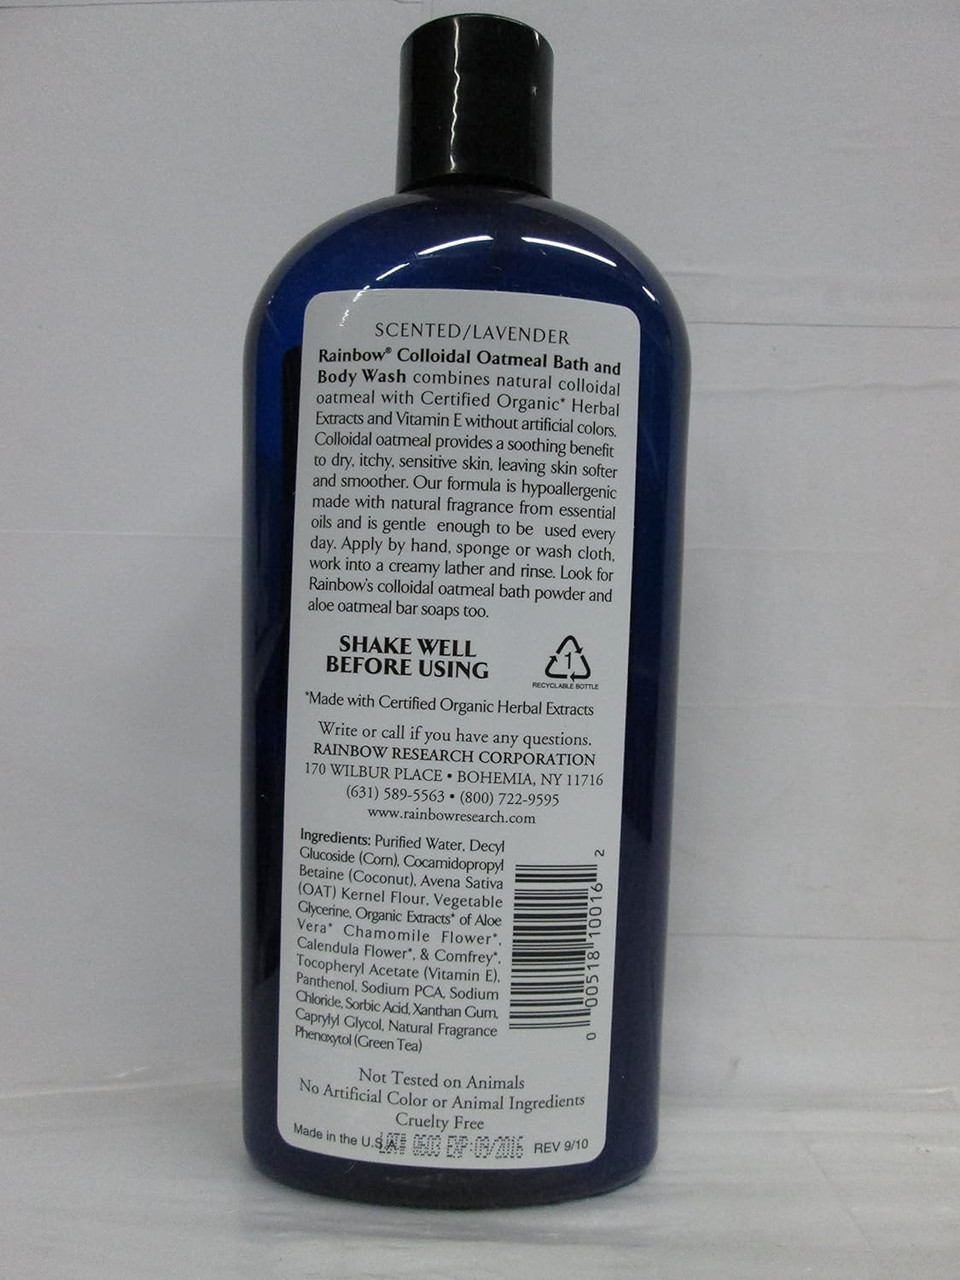 SCENTED/LAVENDER
Rainbow® Colloidal Oatmeal Bath and
Body Wash combines natural colloidal
oatmeal with Certified Organic* Herbal
Extracts and Vitamin E without artificial colors.
Colloidal oatmeal provides a soothing benefit
to dry, itchy, sensitive skin, leaving skin softer
and smoother. Our formula is hypoallergenic
made with natural fragrance from essential
oils and is gentle enough to be used every
day. Apply by hand, sponge or wash cloth,
work into a creamy lather and rinse. Look for
Rainbow's colloidal oatmeal bath powder and
aloe oatmeal bar soaps too.
SHAKE WELL
BEFORE USING
1
RECYCLABLE BOTTLE
*Made with Certified Organic Herbal Extracts
Write or call if you have any questions.
RAINBOW RESEARCH CORPORATION
170 WILBUR PLACE • BOHEMIA, NY 11716
(631) 589-5563 • (800) 722-9595
www.rainbowresearch.com
Ingredients: Purified Water, Decyl
Glucoside (Corn), Cocamidopropyl
Betaine (Coconut), Avena Sativa
(OAT) Kernel Flour, Vegetable
Glycerine, Organic Extracts* of Aloe
Vera* Chamomile Flower*,
Calendula Flower*, & Comfrey*,
Tocopheryl Acetate (Vitamin E),
Panthenol, Sodium PCA, Sodium
Chloride, Sorbic Acid, Xanthan Gum,
Caprylyl Glycol, Natural Fragrance
Phenoxytol (Green Tea)
0 00518 10016 2
Not Tested on Animals
No Artificial Color or Animal Ingredients
Cruelty Free
Made in the U.S.A.
LOT# 0603 EXP:09/2016
REV 9/10